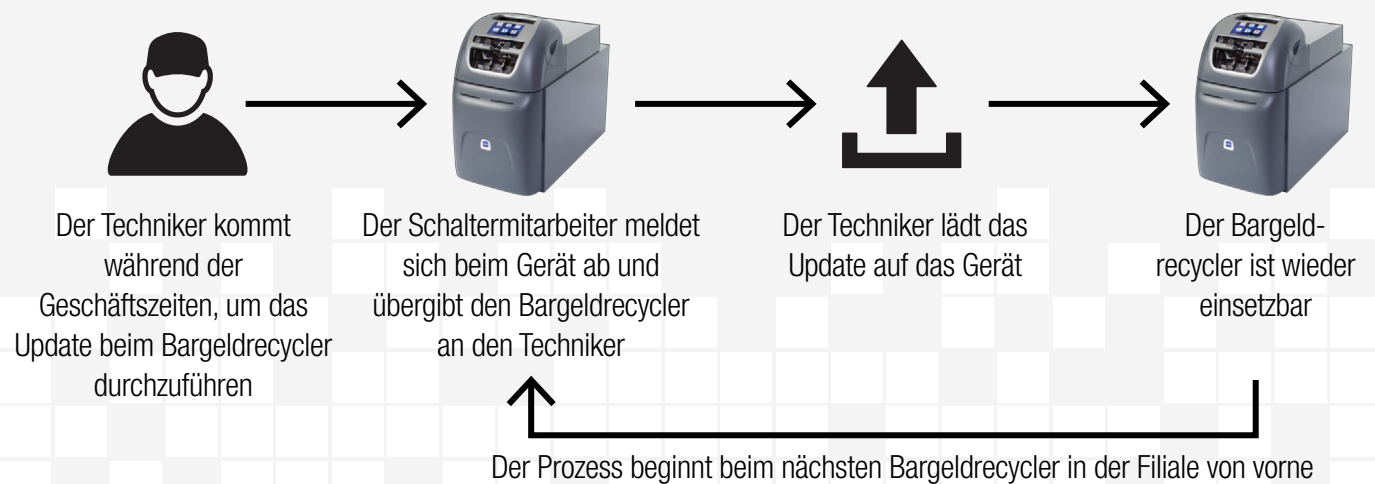 Der Techniker kommt
während der
Geschäftszeiten, um das
Update beim Bargeldrecycler
durchzuführen
Der Schaltermitarbeiter meldet
sich beim Gerät ab und
übergibt den Bargeldrecycler
an den Techniker
Der Techniker lädt das
Update auf das Gerät
Der Bargeld-
recycler ist wieder
einsetzbar
Der Prozess beginnt beim nächsten Bargeldrecycler in der Filiale von vorne